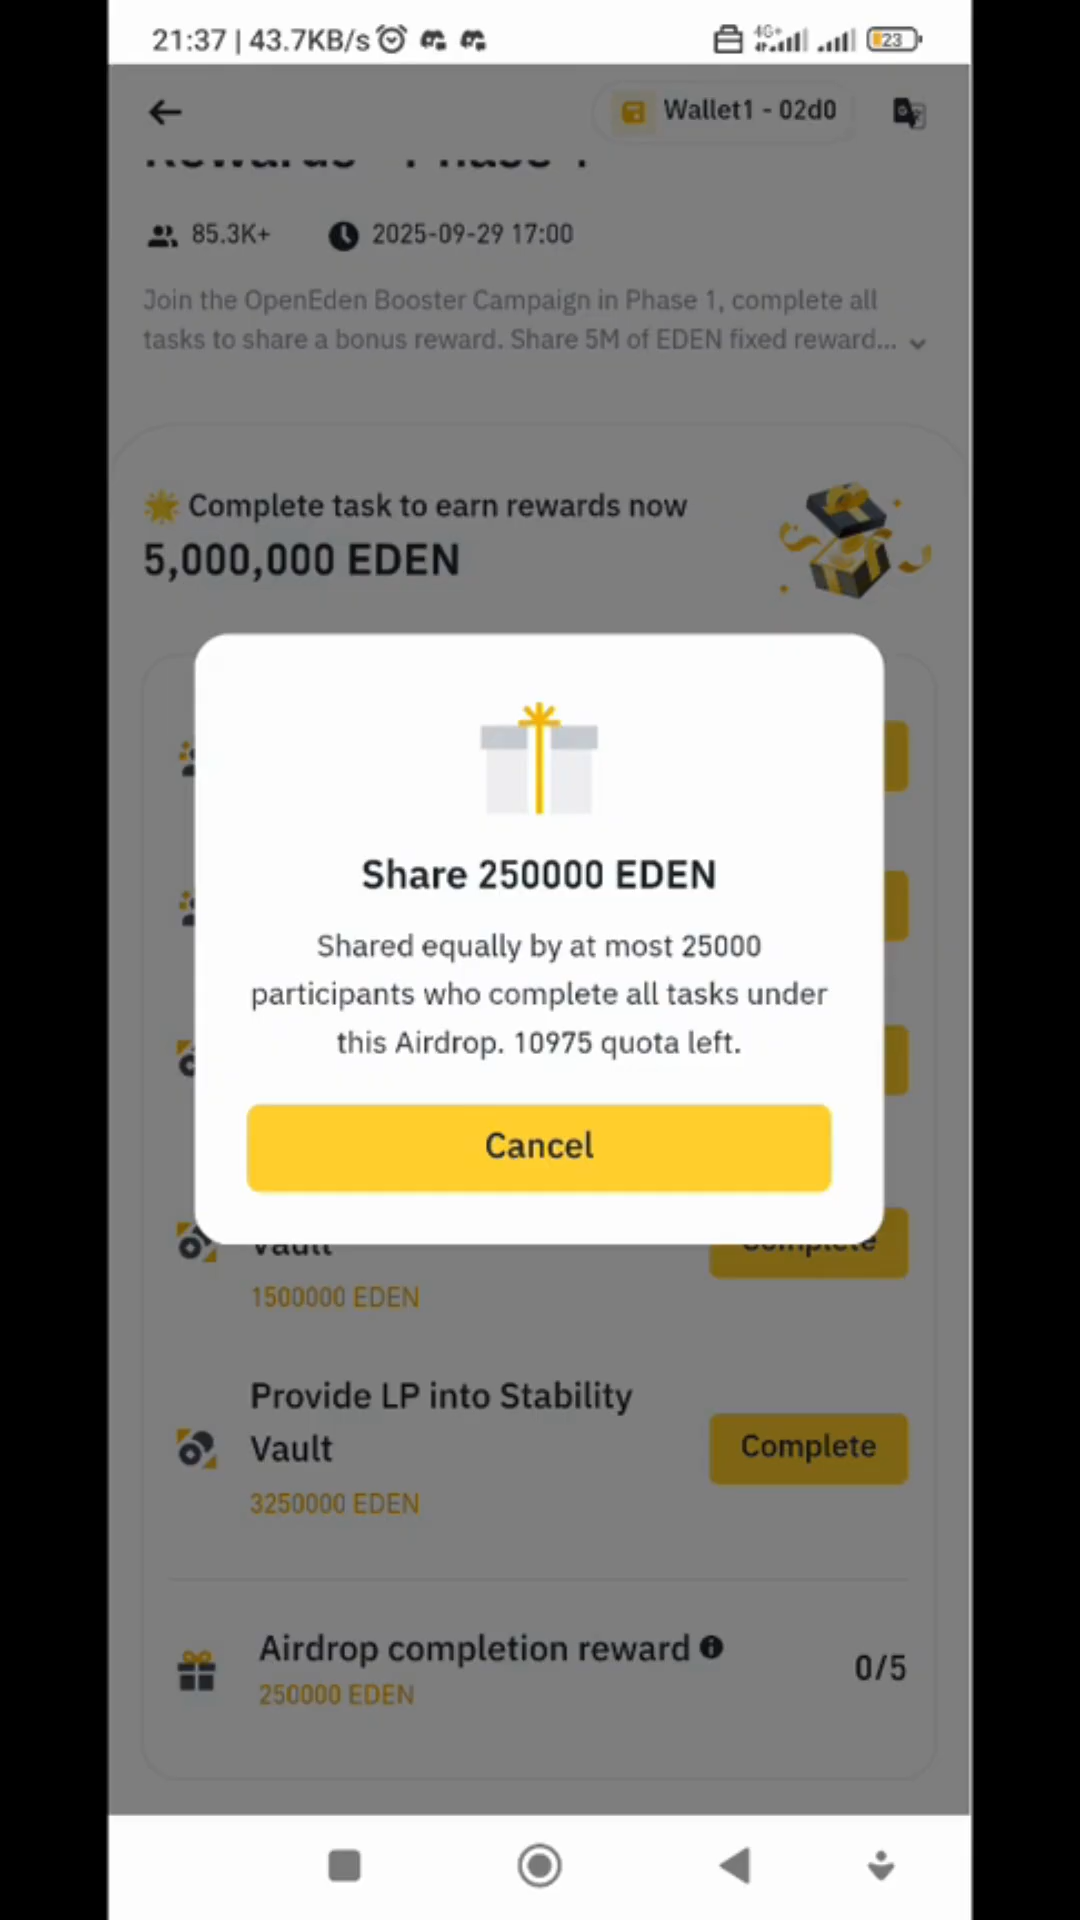 21:37 | 43.7KB/s
4G+
23
Wallet1 - 02d0
Rewards - Phase 1
85.3K+
2025-09-29 17:00
Join the OpenEden Booster Campaign in Phase 1, complete all
tasks to share a bonus reward. Share 5M of EDEN fixed reward...
Complete task to earn rewards now
5,000,000 EDEN
Share 250000 EDEN
Shared equally by at most 25000
participants who complete all tasks under
this Airdrop. 10975 quota left.
Cancel
Vault
Complete
1500000 EDEN
Provide LP into Stability
Vault
Complete
3250000 EDEN
Airdrop completion reward
250000 EDEN
0/5